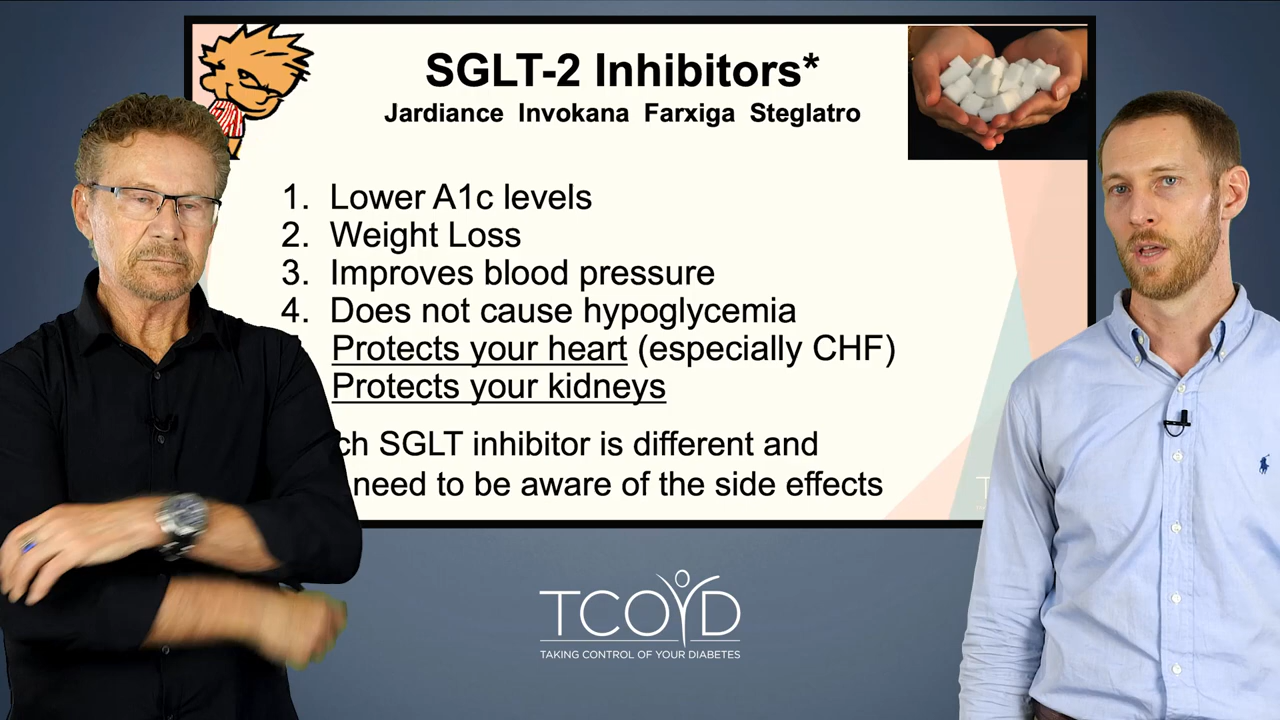 SGLT-2 Inhibitors*
Jardiance Invokana Farxiga Steglatro
1. Lower A1c levels
2. Weight Loss
3. Improves blood pressure
4. Does not cause hypoglycemia
Protects your heart (especially CHF)
Protects your kidneys
SGLT inhibitor is different and
need to be aware of the side effects
TCOYD
TAKING CONTROL OF YOUR DIABETES